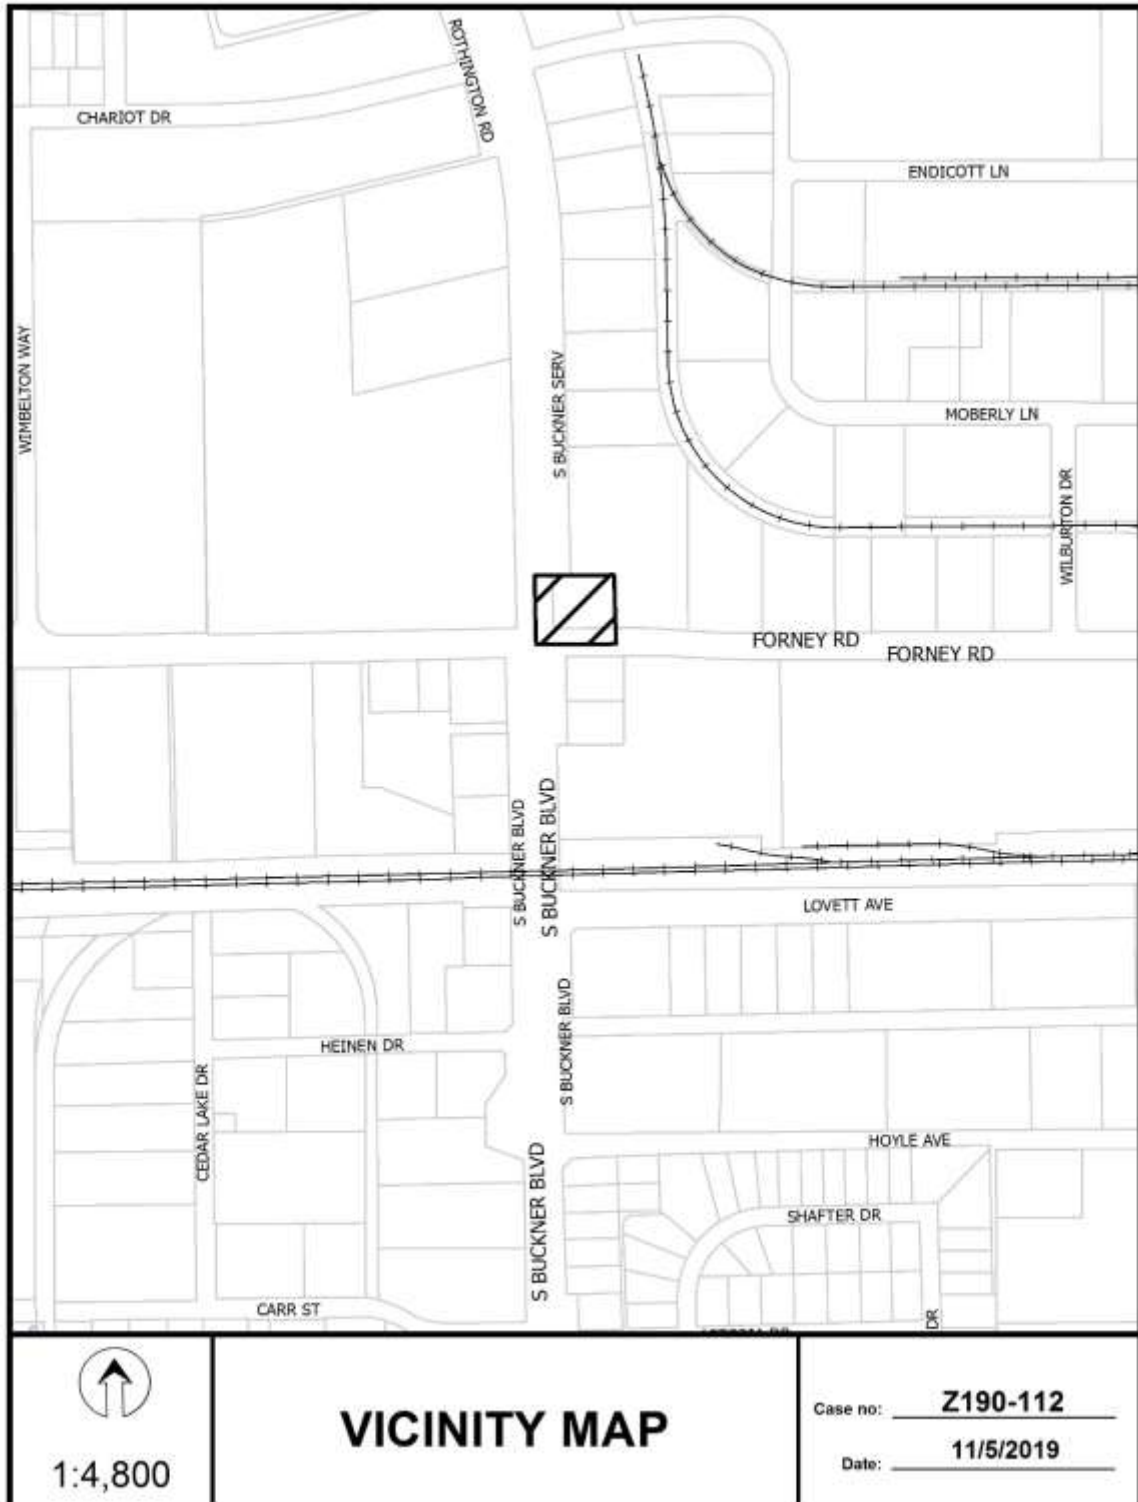 ROTHINGTON RD
CHARIOT DR
ENDICOTT LN
WIMBELTON WAY
S BUCKNER SERV
MOBERLY LN
WILBURTON DR
FORNEY RD
FORNEY RD
S BUCKNER BLVD
S BUCKNER BLVD
LOVETT AVE
S BUCKNER BLVD
HEINEN DR
CEDAR LAKE DR
HOYLE AVE
S BUCKNER BLVD
SHAFTER DR
CARR ST
DR
1:4,800
VICINITY MAP
Case no: Z190-112
Date: 11/5/2019